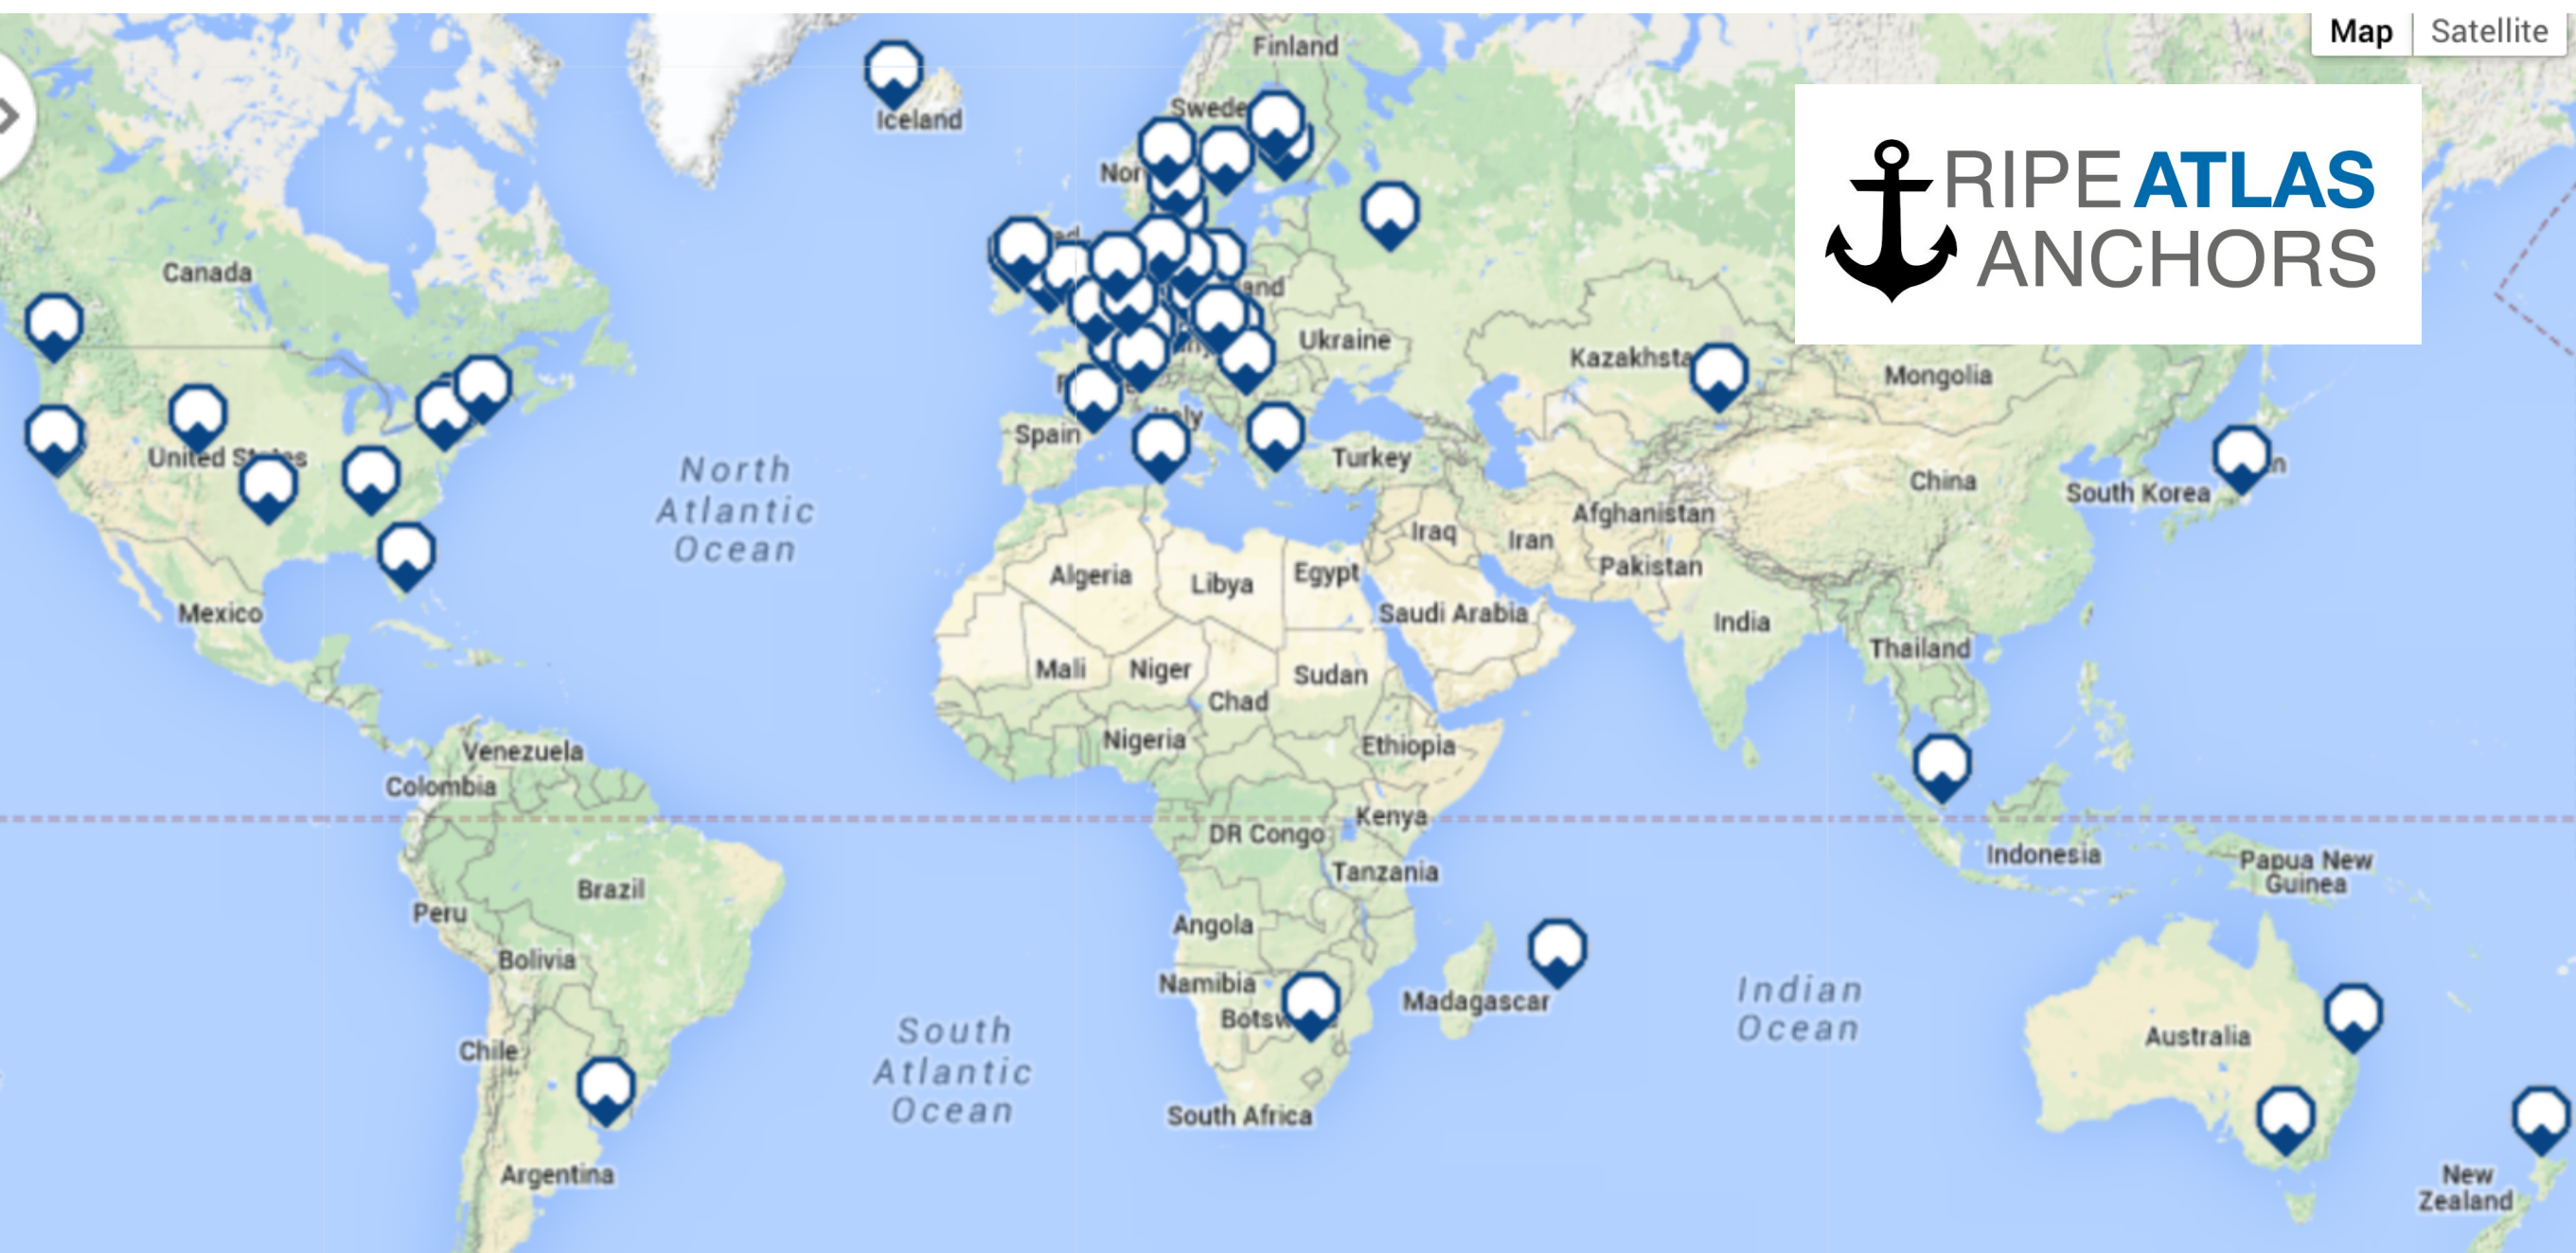 Map Satellite
Finland
RIPE ATLAS
ANCHORS
Iceland
Canada
Ukraine
Mongolia
Spain
Turkey
North
Atlantic
Ocean
China
South Korea
Afghanistan
Iraq
Iran
Pakistan
Algeria
Libya
Egypt
Mexico
Saudi Arabia
India
Thailand
Mali
Niger
Sudan
Chad
Nigeria
Ethiopia
Venezuela
Colombia
Kenya
DR Congo
Indonesia
Papua New
Guinea
Tanzania
Brazil
Peru
Angola
Bolivia
Namibia
Madagascar
Indian
Ocean
South
Atlantic
Ocean
Australia
Chile
South Africa
Argentina
New
Zealand